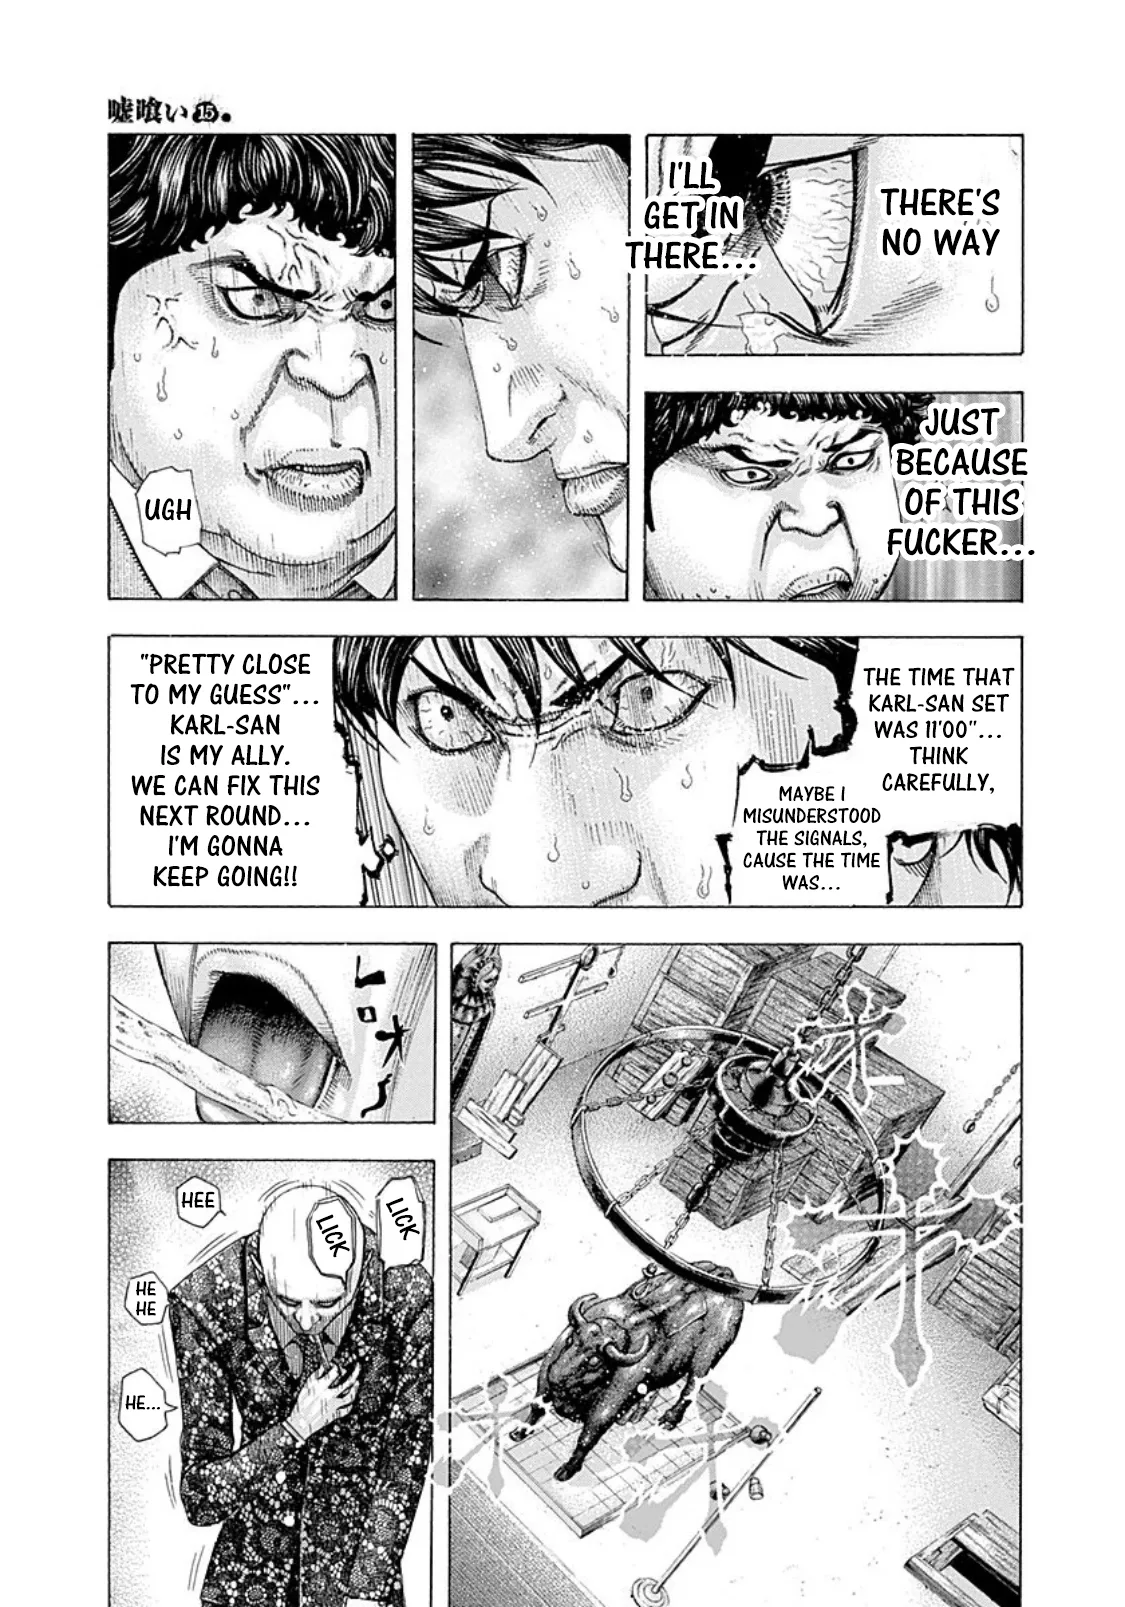 嘘喰い 15.
THERE'S
NO WAY
I'LL
GET IN
THERE...
JUST
BECAUSE
OF THIS
FUCKER...
UGH
THE TIME THAT
KARL-SAN SET
WAS 11'00"...
THINK
CAREFULLY,
MAYBE I
MISUNDERSTOOD
THE SIGNALS,
CAUSE THE TIME
WAS...
"PRETTY CLOSE
TO MY GUESS"...
KARL-SAN
IS MY ALLY.
WE CAN FIX THIS
NEXT ROUND...
I'M GONNA
KEEP GOING!!
LICK
LICK
HEE
HE
HE
HE...